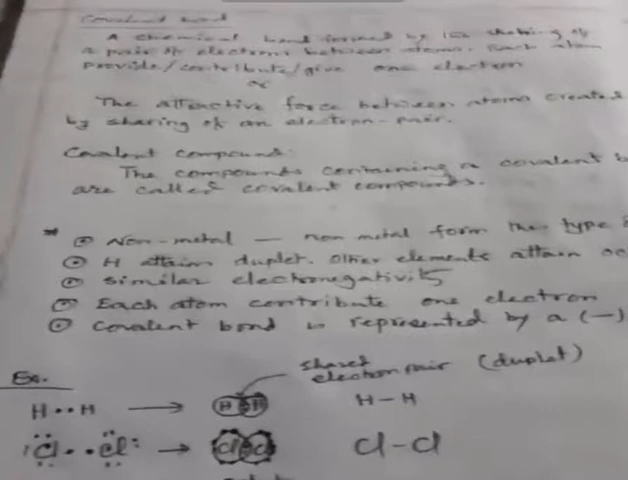 Covalent bond
A chemical bond formed by the sharing of
a pair of electrons between atoms. Each atom
provide/contribute/give one electron
or
The attractive force between atoms created
by sharing of an electron-pair.
Covalent compound:
The compounds containing a covalent b
are called covalent compounds.
* ⊙ Non-metal — non metal form this type
⊙ H attain duplet. Other elements attain oc
⊙ Similar electronegativity
⊙ Each atom contribute one electron
⊙ Covalent bond is represented by a (—)
shared
Ex. electron pair (duplet)
H • • H → H H H – H
Cl • • Cl → Cl Cl Cl – Cl